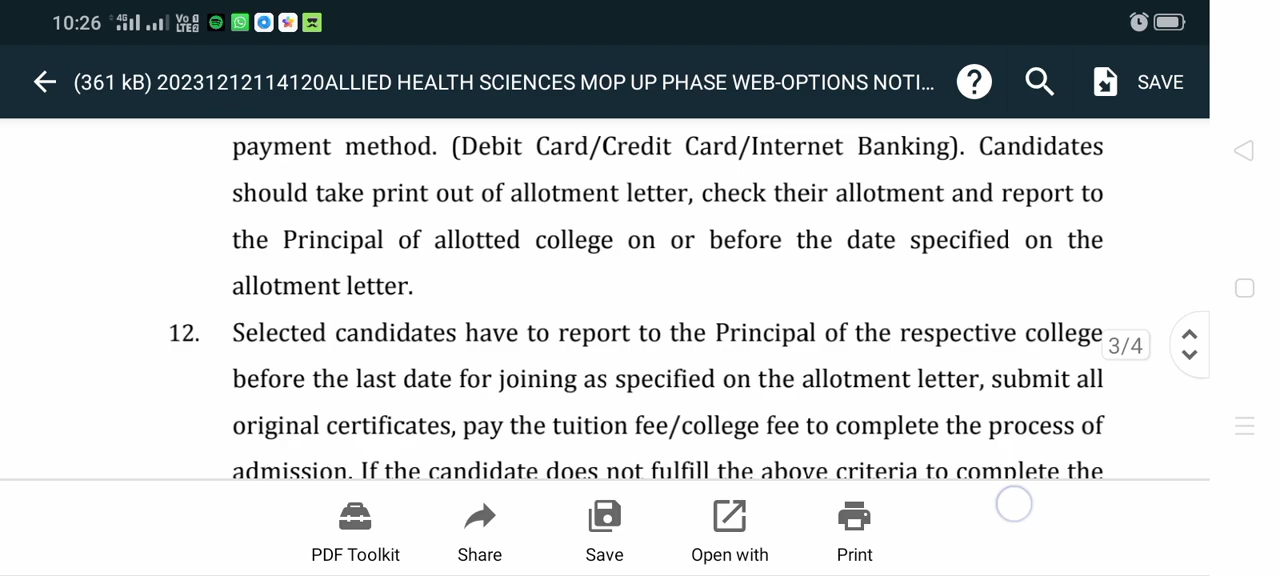 10:26 4G Vo LTE2
(361 kB) 20231212114120ALLIED HEALTH SCIENCES MOP UP PHASE WEB-OPTIONS NOTI... ? SAVE
payment method. (Debit Card/Credit Card/Internet Banking). Candidates
should take print out of allotment letter, check their allotment and report to
the Principal of allotted college on or before the date specified on the
allotment letter.
12. Selected candidates have to report to the Principal of the respective college
3/4
before the last date for joining as specified on the allotment letter, submit all
original certificates, pay the tuition fee/college fee to complete the process of
admission. If the candidate does not fulfill the above criteria to complete the
PDF Toolkit Share Save Open with Print